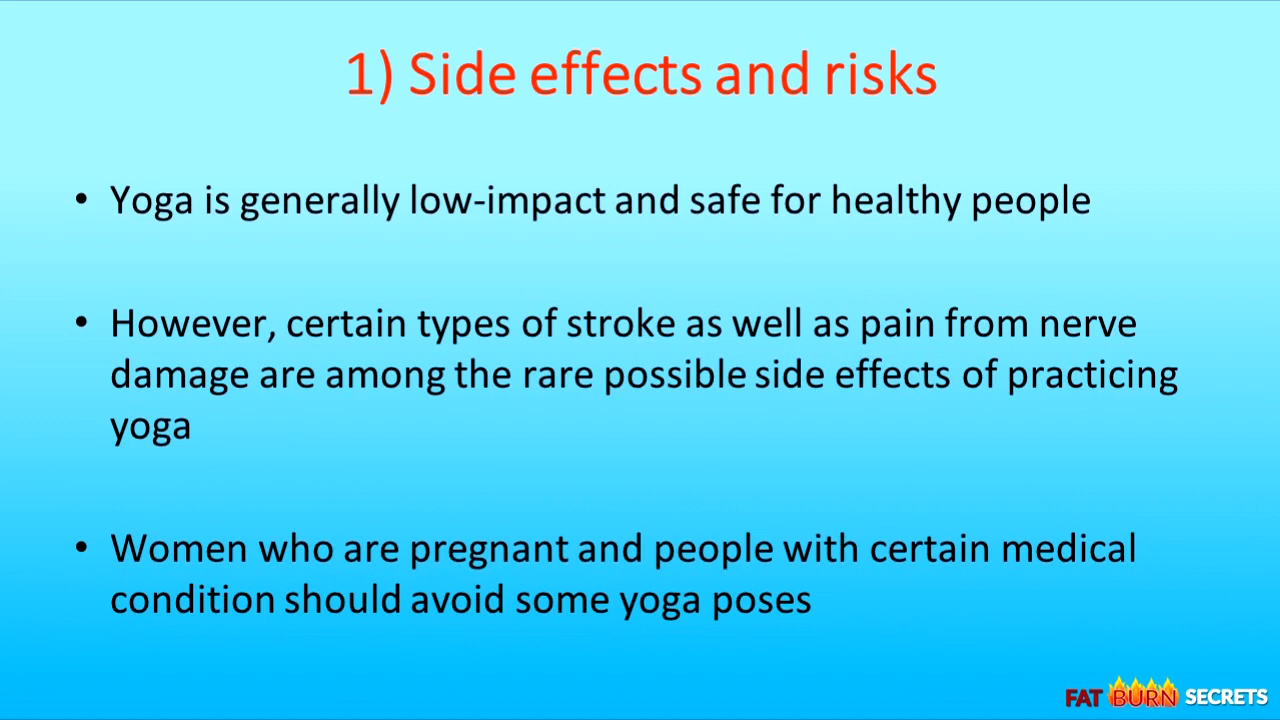 1) Side effects and risks
• Yoga is generally low-impact and safe for healthy people
• However, certain types of stroke as well as pain from nerve
damage are among the rare possible side effects of practicing
yoga
• Women who are pregnant and people with certain medical
condition should avoid some yoga poses
FAT BURN SECRETS